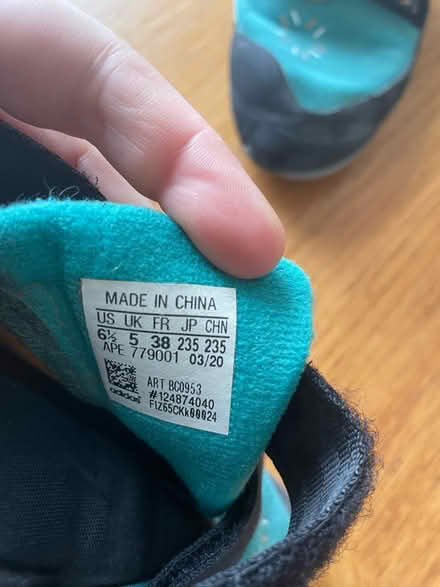 MADE IN CHINA
US UK FR JP CHN
6½ 5 38 235 235
APE 779001 03/20
ART BC0953
#124874040
adidas
F1Z65CKk00024